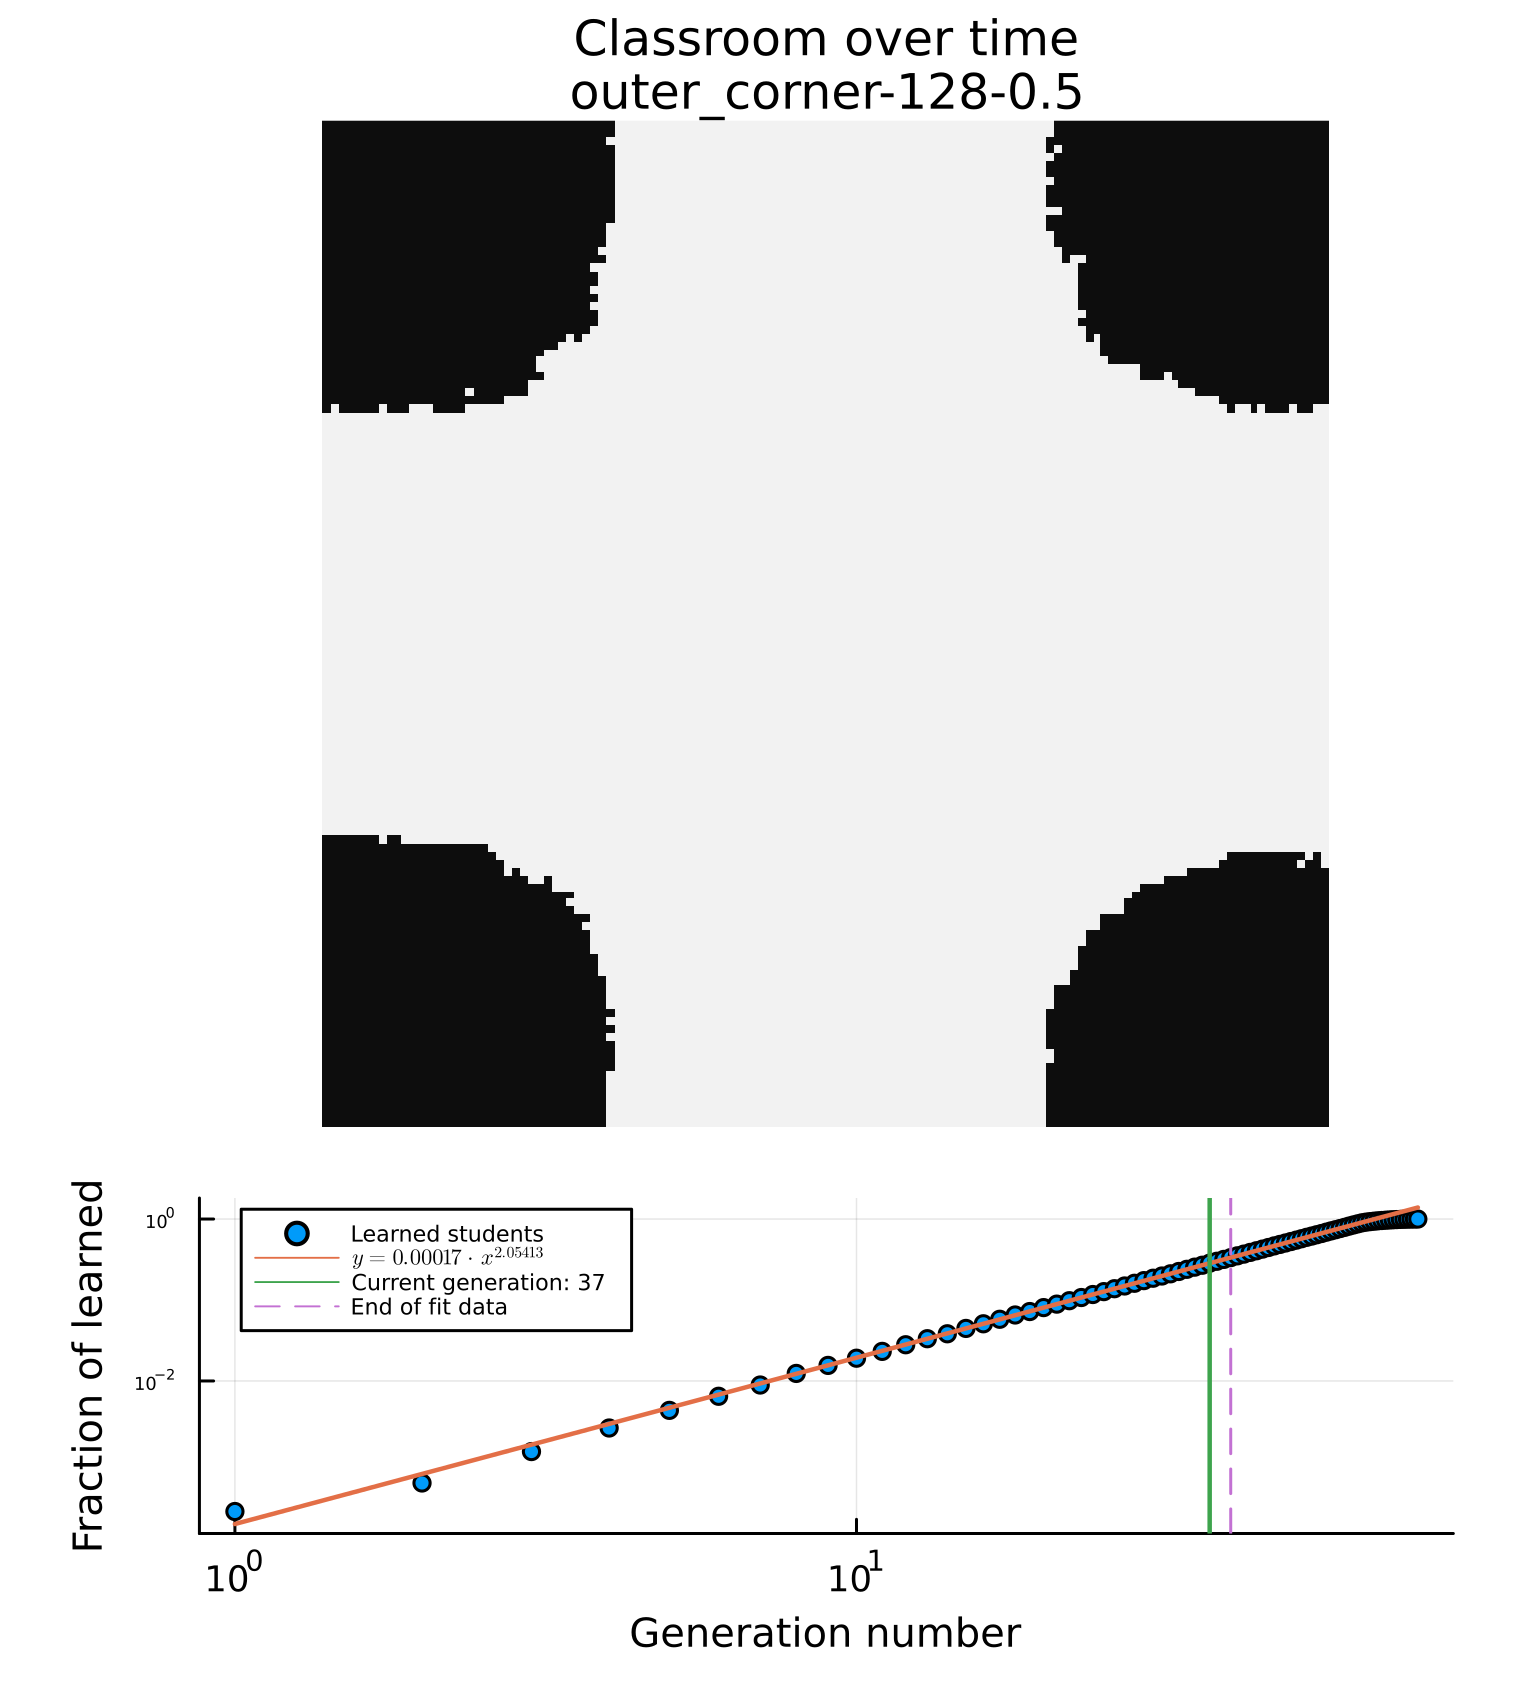 Classroom over time
outer_corner-128-0.5
Fraction of learned
10^0
10^-2
Learned students
y = 0.00017 · x^2.05413
Current generation: 37
End of fit data
10^0
10^1
Generation number